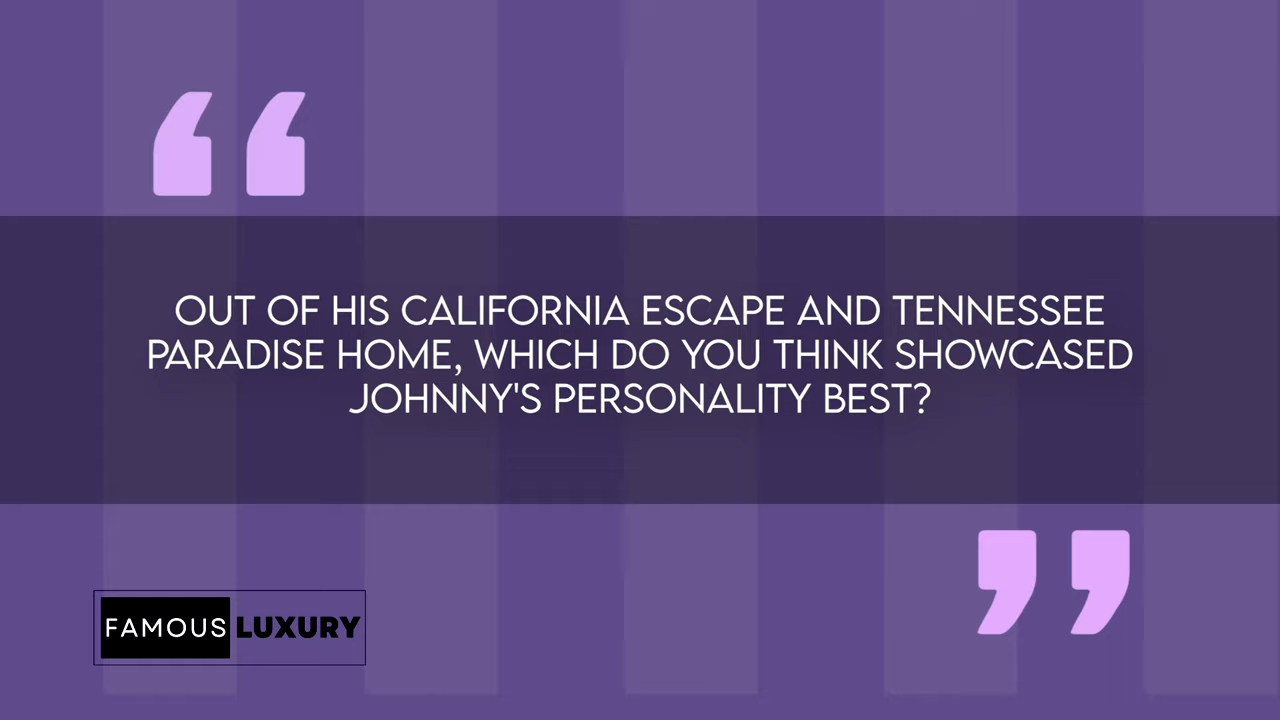 OUT OF HIS CALIFORNIA ESCAPE AND TENNESSEE
PARADISE HOME, WHICH DO YOU THINK SHOWCASED
JOHNNY'S PERSONALITY BEST?
FAMOUS LUXURY